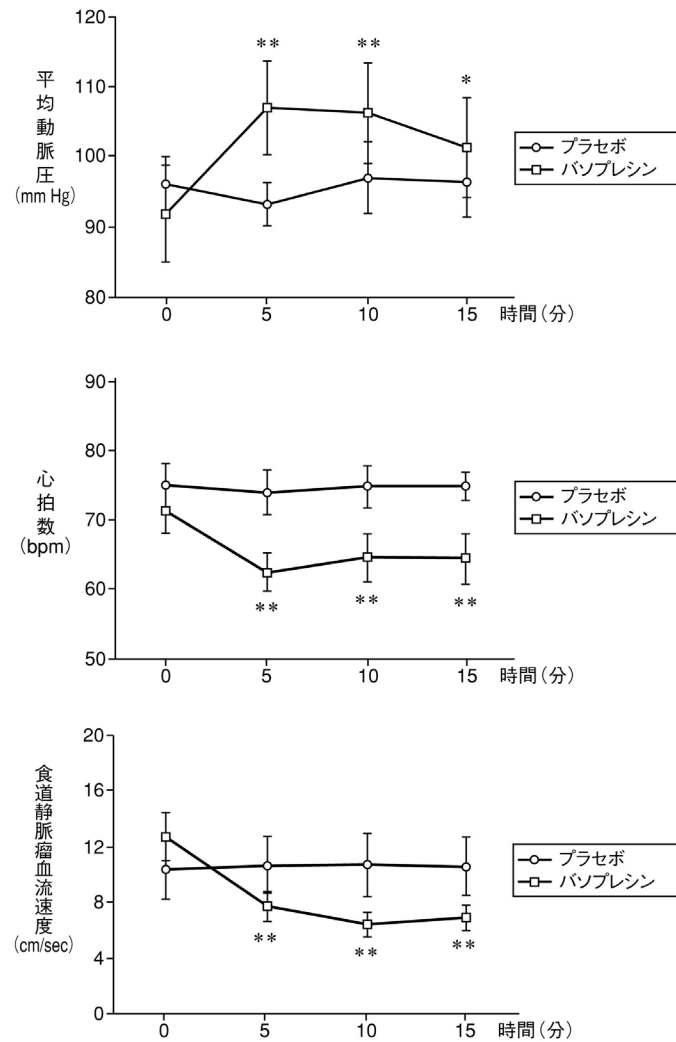 平均動脈圧
(mm Hg)
120
110
100
90
80
**
**
*
0
5
10
15
時間(分)
プラセボ
バソプレシン
心拍数
(bpm)
90
80
70
60
50
**
**
**
0
5
10
15
時間(分)
プラセボ
バソプレシン
食道静脈瘤血流速度
(cm/sec)
20
16
12
8
4
0
**
**
**
0
5
10
15
時間(分)
プラセボ
バソプレシン